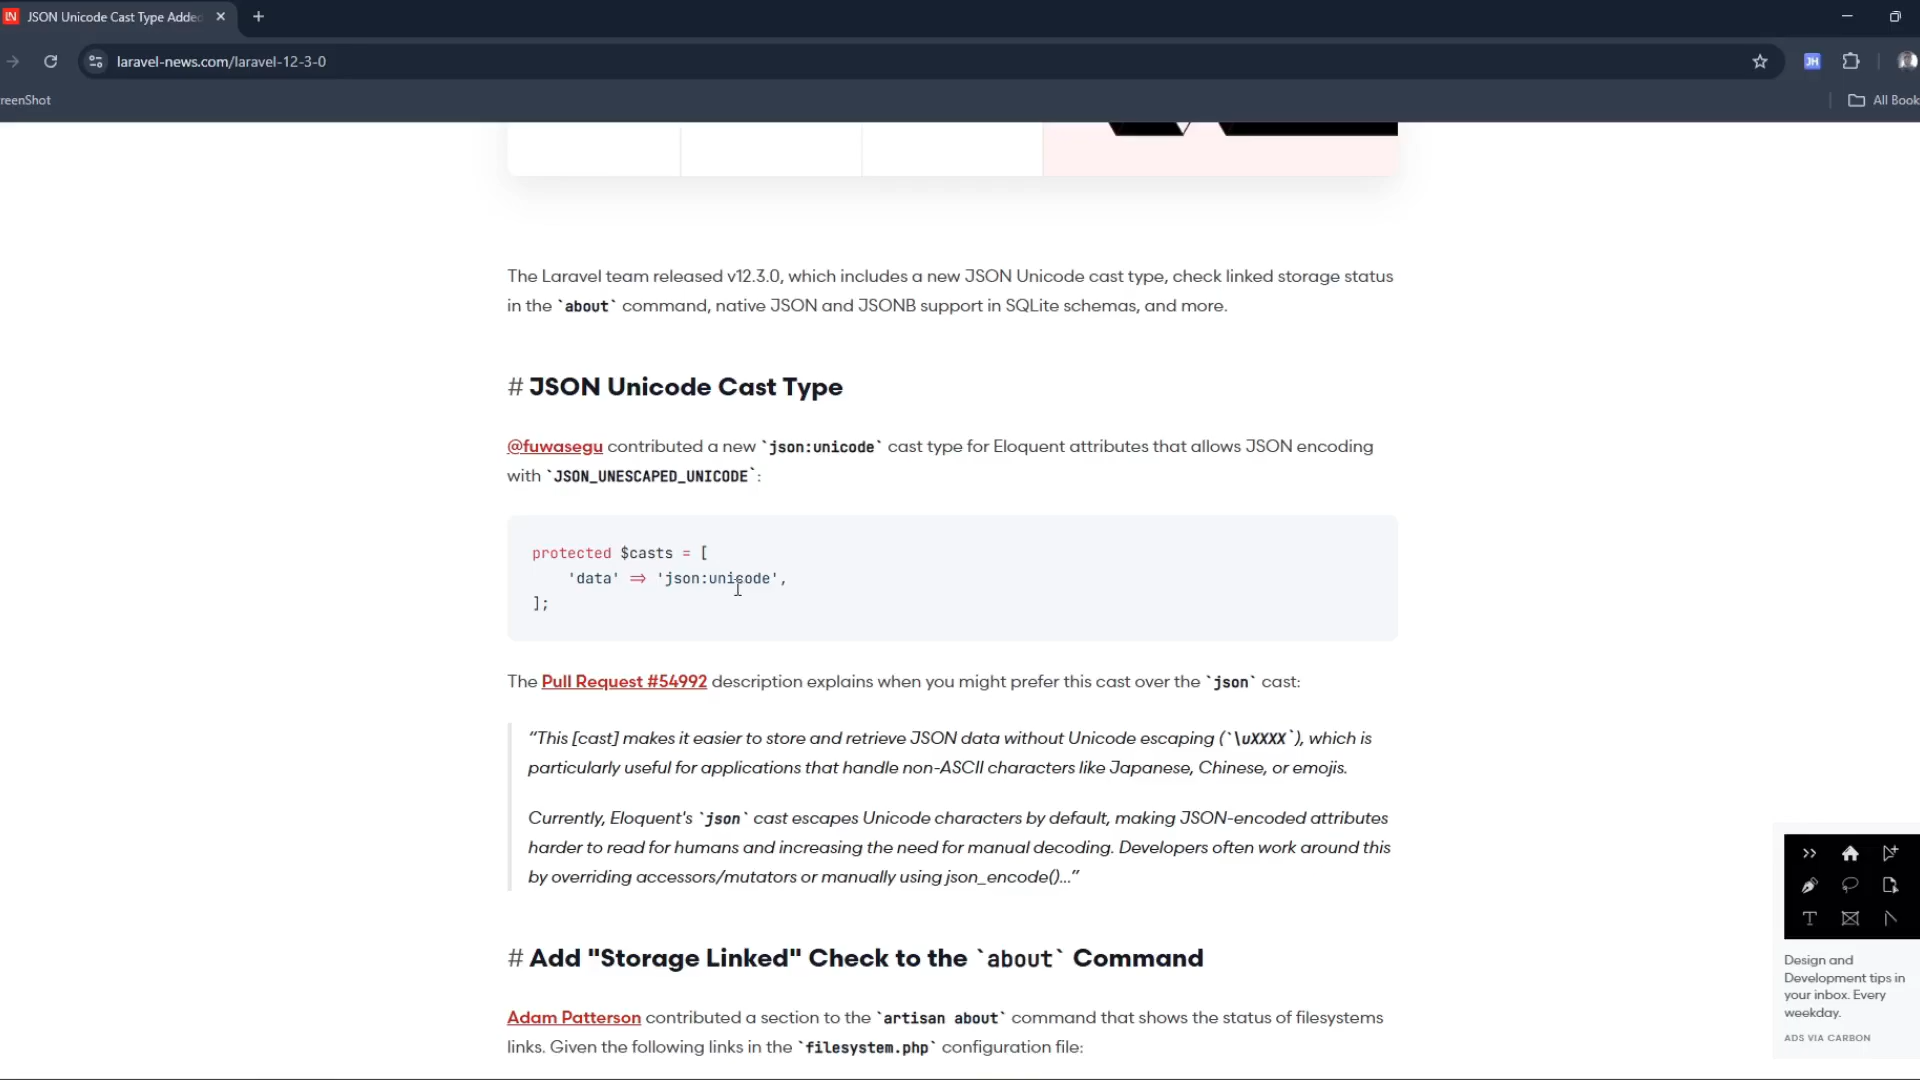 JSON Unicode Cast Type Added
laravel-news.com/laravel-12-3-0
JH
reenShot
All Book
The Laravel team released v12.3.0, which includes a new JSON Unicode cast type, check linked storage status
in the `about` command, native JSON and JSONB support in SQLite schemas, and more.
# JSON Unicode Cast Type
@fuwasegu contributed a new `json:unicode` cast type for Eloquent attributes that allows JSON encoding
with `JSON_UNESCAPED_UNICODE`:
protected $casts = [
'data' => 'json:unicode',
];
The Pull Request #54992 description explains when you might prefer this cast over the `json` cast:
“This [cast] makes it easier to store and retrieve JSON data without Unicode escaping (`\uXXXX`), which is
particularly useful for applications that handle non-ASCII characters like Japanese, Chinese, or emojis.
Currently, Eloquent's `json` cast escapes Unicode characters by default, making JSON-encoded attributes
harder to read for humans and increasing the need for manual decoding. Developers often work around this
by overriding accessors/mutators or manually using json_encode()...”
# Add "Storage Linked" Check to the `about` Command
Adam Patterson contributed a section to the `artisan about` command that shows the status of filesystems
links. Given the following links in the `filesystem.php` configuration file:
Design and
Development tips in
your inbox. Every
weekday.
ADS VIA CARBON